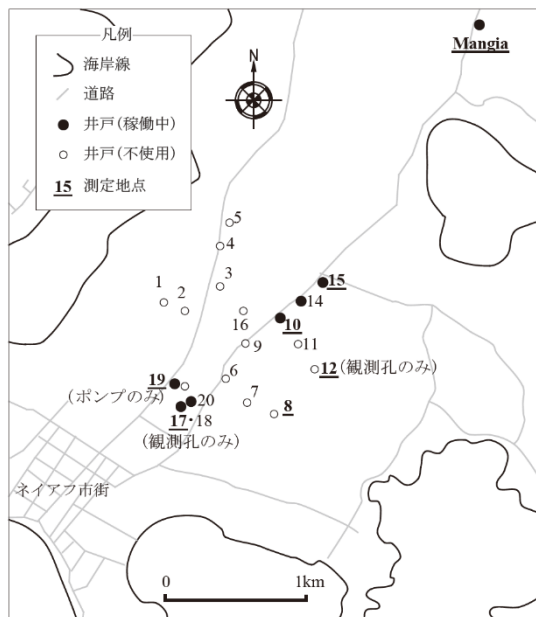 凡例
海岸線
道路
井戸(稼働中)
井戸(不使用)
15 測定地点
N
Mangia
5
4
3
1
2
15
14
16
10
9
11
12(観測孔のみ)
19
6
(ポンプのみ)
20
7
8
17・18
(観測孔のみ)
ネイアフ市街
0 1km